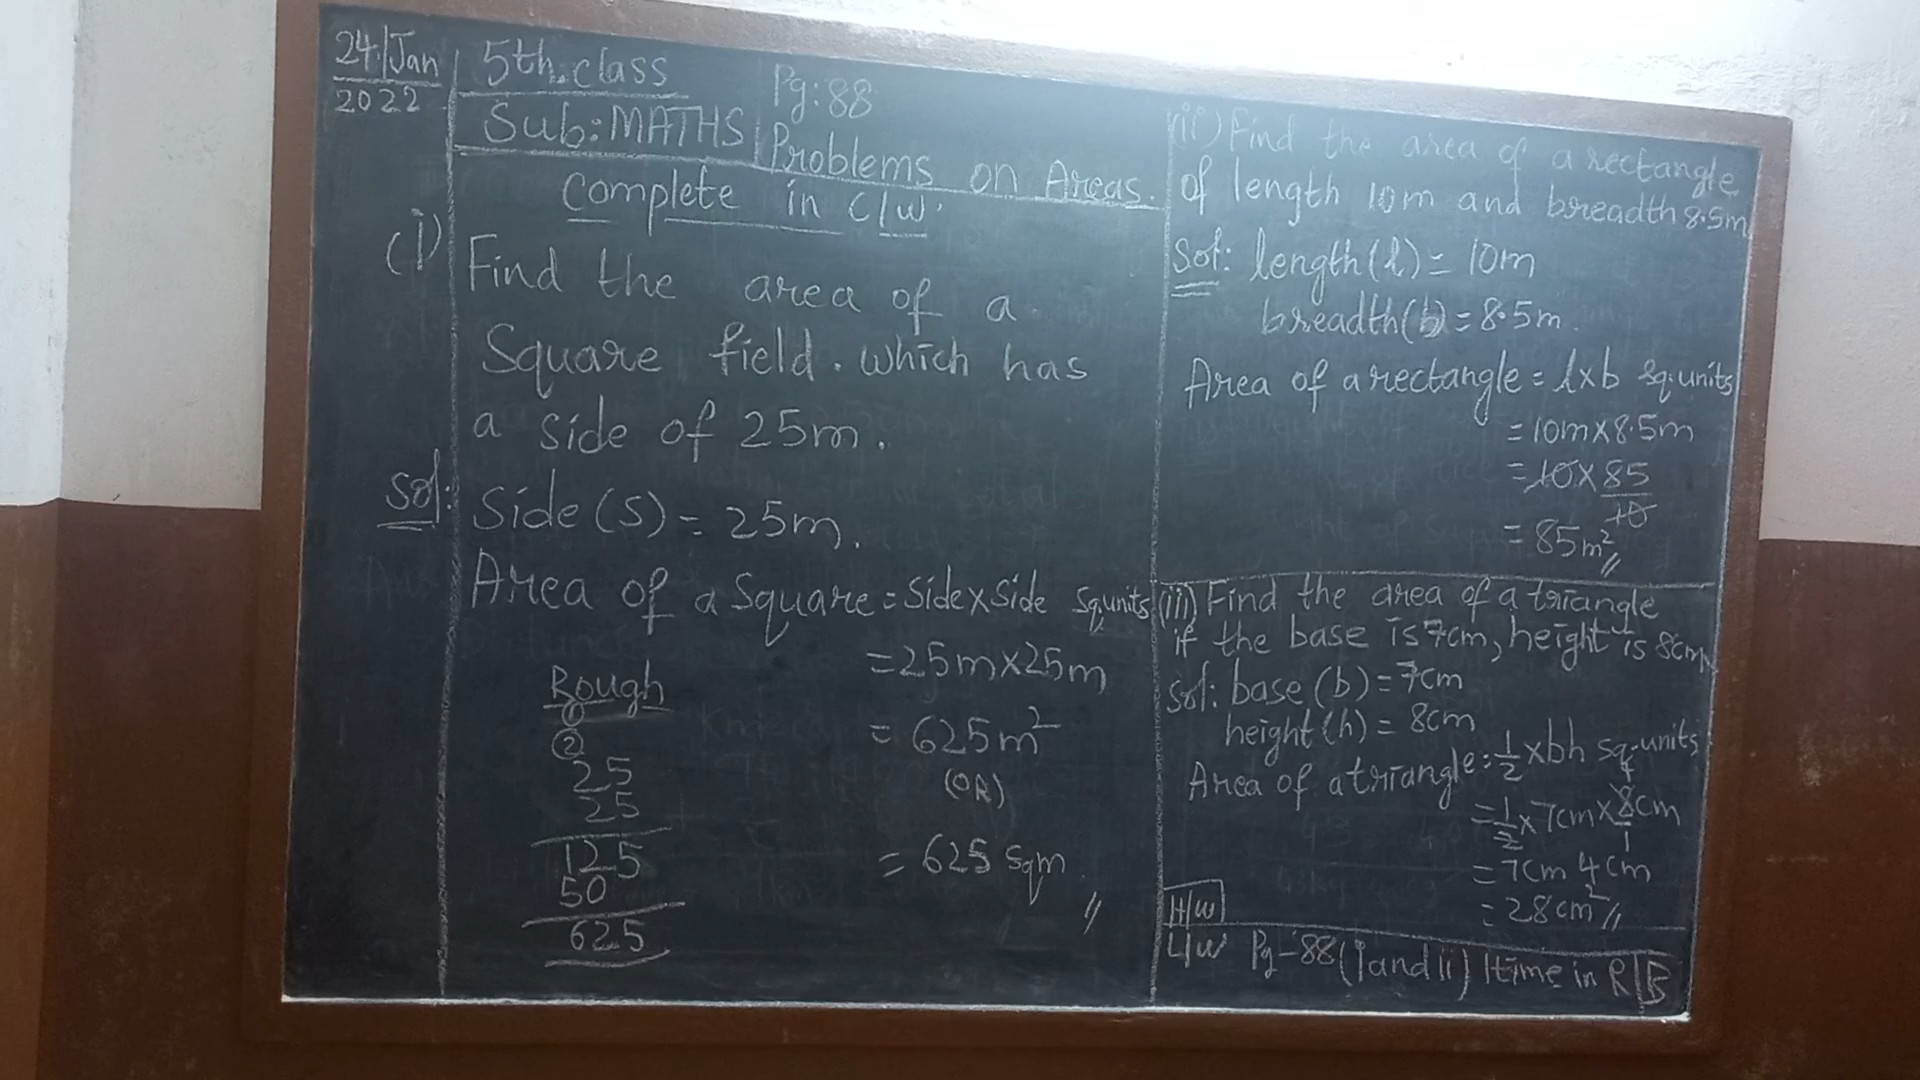 24/Jan
2022
5th class
Sub: MATHS
Pg: 88
Problems on Areas.
Complete in C/W.
(i) Find the area of a
Square field. which has
a side of 25m.
Sol: Side (S) = 25m.
Area of a Square = Side x Side Sq.units
= 25m x 25m
= 625m²
(OR)
= 625 Sqm //
Rough
②
25
25
125
50
625
(ii) Find the area of a rectangle
of length 10m and breadth 8.5m
Sol: length (l) = 10m
breadth (b) = 8.5m.
Area of a rectangle = l x b Sq.units
= 10m x 8.5m
= 10 x 85
10
= 85m² //
(iii) Find the area of a triangle
if the base is 7cm, height is 8cm.
Sol: base (b) = 7cm
height (h) = 8cm
Area of a triangle = 1/2 x bh sq.units
4
= 1/2 x 7cm x 8cm
1
= 7cm 4cm
= 28cm² //
H/W
L/W Pg-88 (i and ii) 1 time in R/B